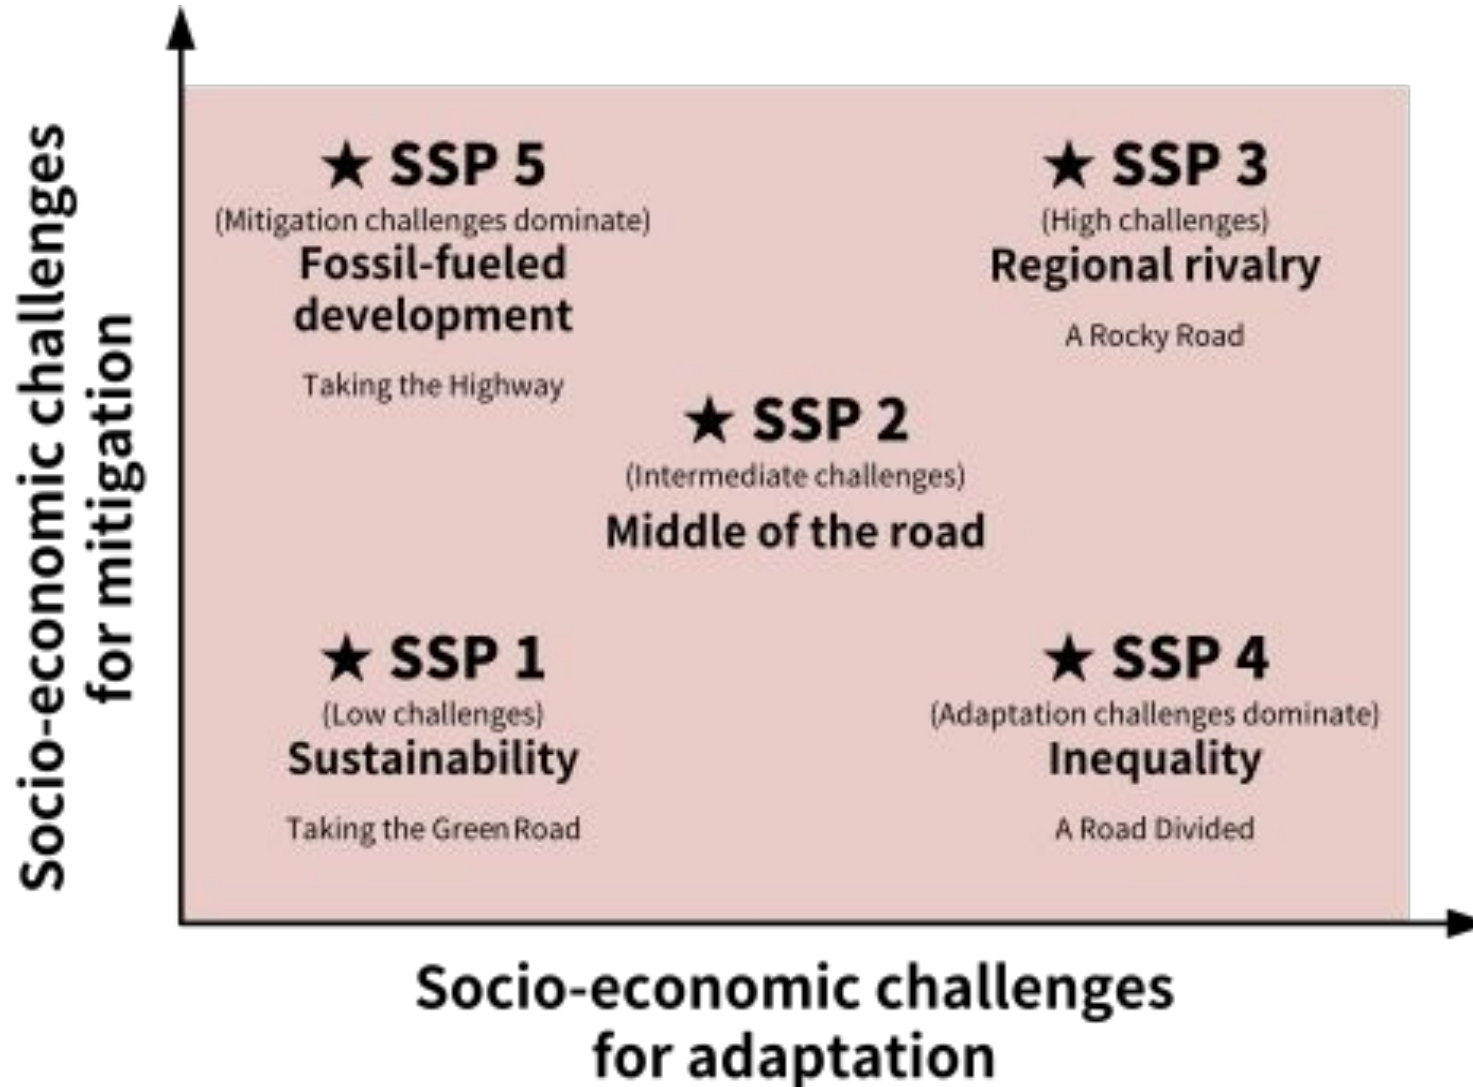 Socio-economic challenges
for mitigation
★ SSP 5
(Mitigation challenges dominate)
Fossil-fueled
development
Taking the Highway
★ SSP 3
(High challenges)
Regional rivalry
A Rocky Road
★ SSP 2
(Intermediate challenges)
Middle of the road
★ SSP 1
(Low challenges)
Sustainability
Taking the Green Road
★ SSP 4
(Adaptation challenges dominate)
Inequality
A Road Divided
Socio-economic challenges
for adaptation